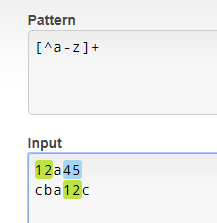 Pattern
[^a-z]+
Input
12a45
cba12c